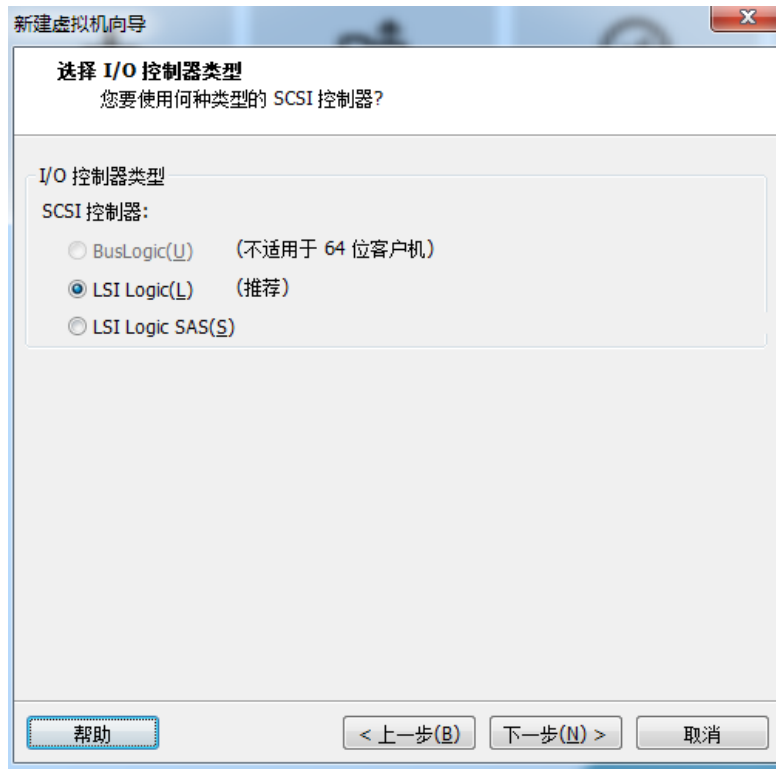 新建虚拟机向导
选择 I/O 控制器类型
您要使用何种类型的 SCSI 控制器?
I/O 控制器类型
SCSI 控制器:
BusLogic(U) (不适用于 64 位客户机)
LSI Logic(L) (推荐)
LSI Logic SAS(S)
帮助 < 上一步(B) 下一步(N) > 取消